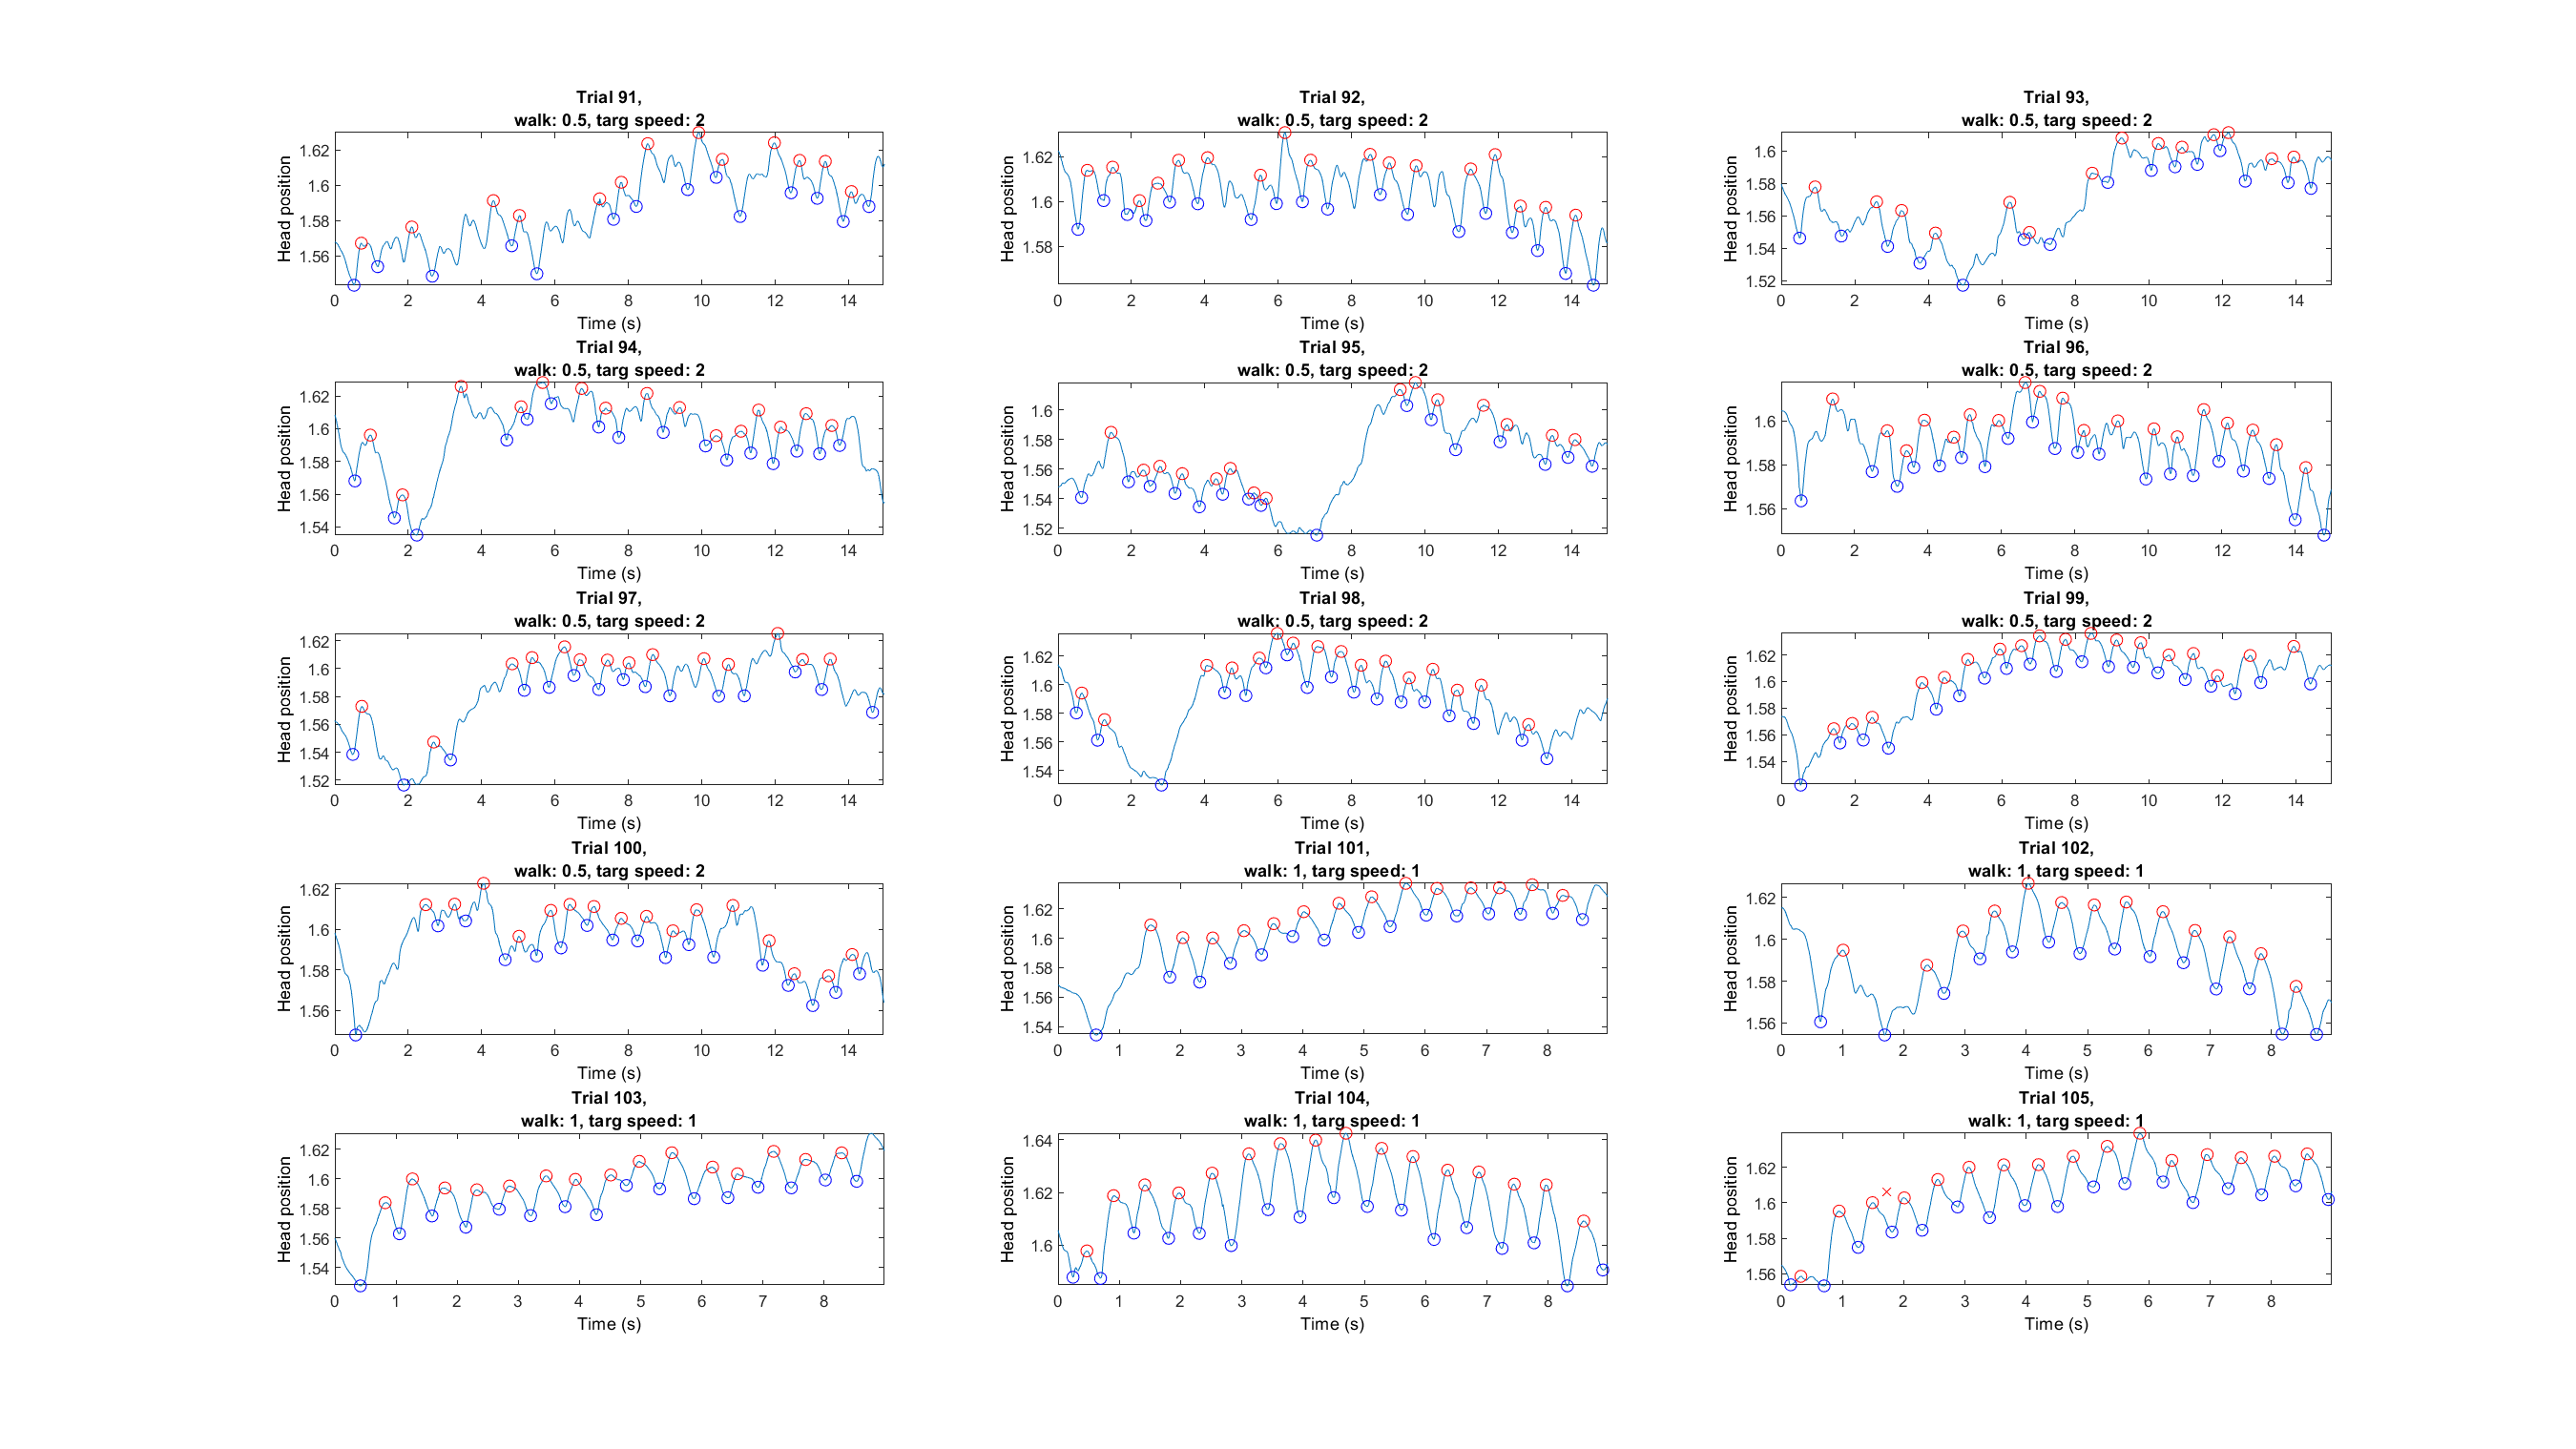 Trial 91,
walk: 0.5, targ speed: 2
Head position
1.62
1.6
1.58
1.56
0 2 4 6 8 10 12 14
Time (s)
Trial 92,
walk: 0.5, targ speed: 2
Head position
1.62
1.6
1.58
0 2 4 6 8 10 12 14
Time (s)
Trial 93,
walk: 0.5, targ speed: 2
Head position
1.6
1.58
1.56
1.54
1.52
0 2 4 6 8 10 12 14
Time (s)
Trial 94,
walk: 0.5, targ speed: 2
Head position
1.62
1.6
1.58
1.56
1.54
0 2 4 6 8 10 12 14
Time (s)
Trial 95,
walk: 0.5, targ speed: 2
Head position
1.6
1.58
1.56
1.54
1.52
0 2 4 6 8 10 12 14
Time (s)
Trial 96,
walk: 0.5, targ speed: 2
Head position
1.6
1.58
1.56
0 2 4 6 8 10 12 14
Time (s)
Trial 97,
walk: 0.5, targ speed: 2
Head position
1.62
1.6
1.58
1.56
1.54
1.52
0 2 4 6 8 10 12 14
Time (s)
Trial 98,
walk: 0.5, targ speed: 2
Head position
1.62
1.6
1.58
1.56
1.54
0 2 4 6 8 10 12 14
Time (s)
Trial 99,
walk: 0.5, targ speed: 2
Head position
1.62
1.6
1.58
1.56
1.54
0 2 4 6 8 10 12 14
Time (s)
Trial 100,
walk: 0.5, targ speed: 2
Head position
1.62
1.6
1.58
1.56
0 2 4 6 8 10 12 14
Time (s)
Trial 101,
walk: 1, targ speed: 1
Head position
1.62
1.6
1.58
1.56
1.54
0 1 2 3 4 5 6 7 8
Time (s)
Trial 102,
walk: 1, targ speed: 1
Head position
1.62
1.6
1.58
1.56
0 1 2 3 4 5 6 7 8
Time (s)
Trial 103,
walk: 1, targ speed: 1
Head position
1.62
1.6
1.58
1.56
1.54
0 1 2 3 4 5 6 7 8
Time (s)
Trial 104,
walk: 1, targ speed: 1
Head position
1.64
1.62
1.6
0 1 2 3 4 5 6 7 8
Time (s)
Trial 105,
walk: 1, targ speed: 1
Head position
1.62
1.6
1.58
1.56
0 1 2 3 4 5 6 7 8
Time (s)